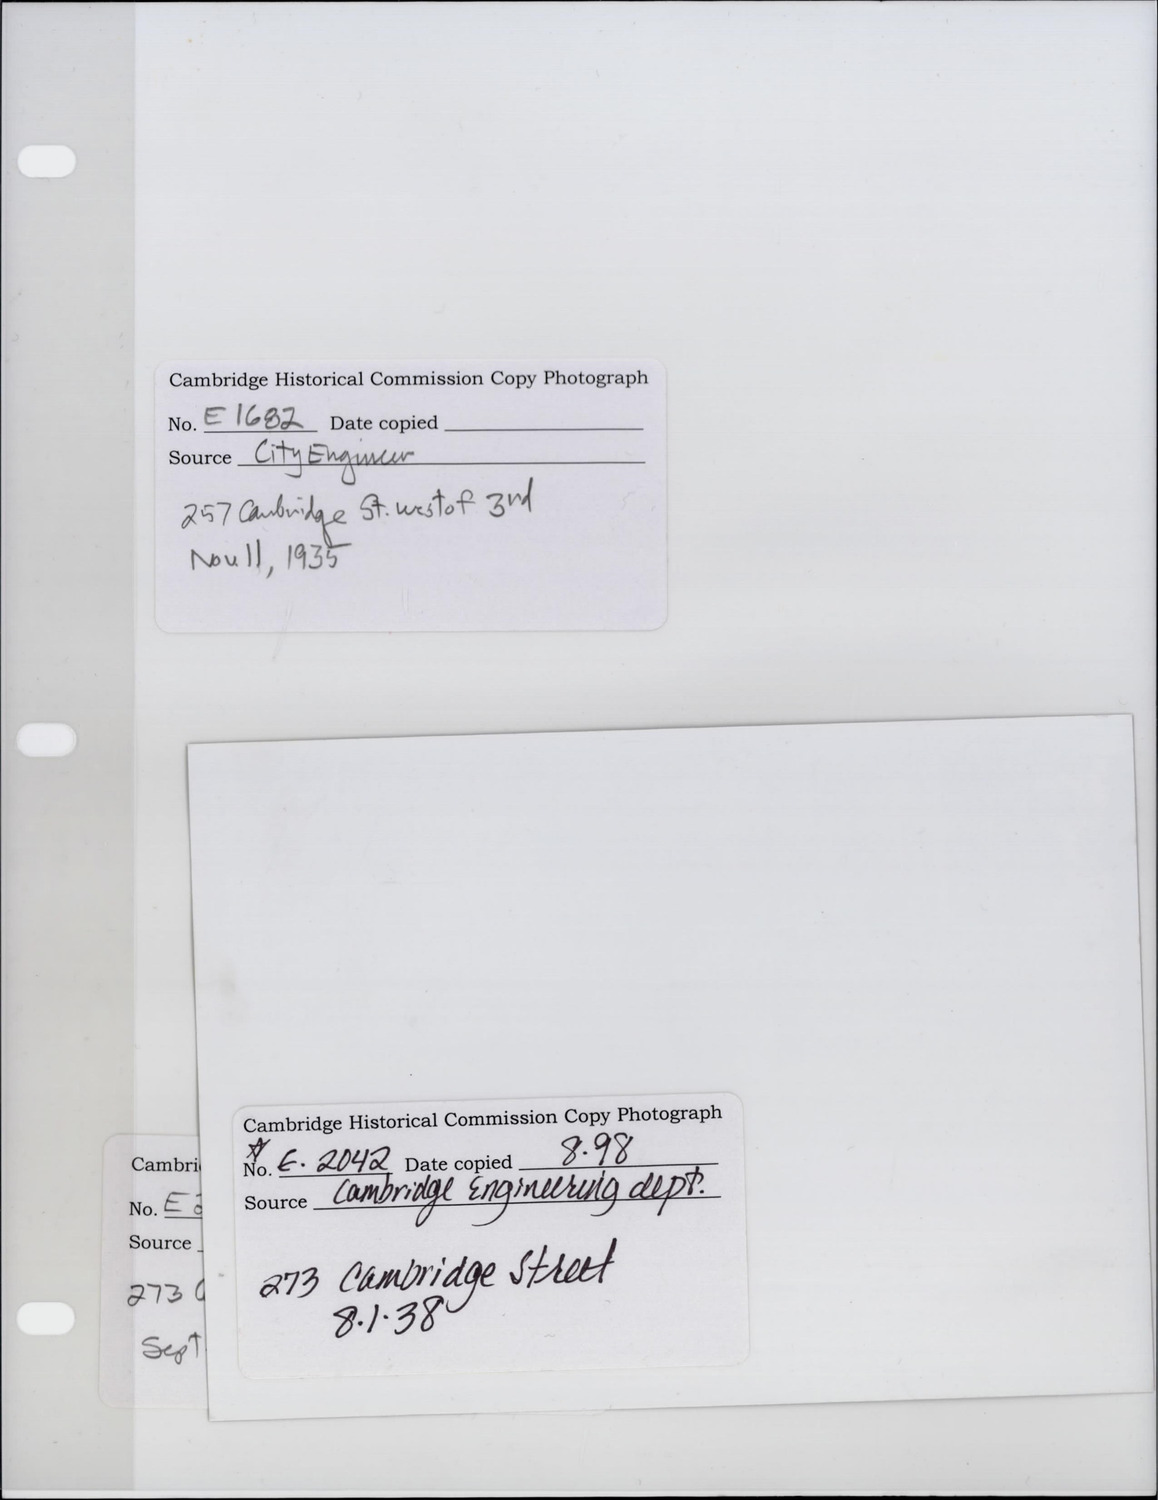 Cambridge Historical Commission Copy Photograph
No. E 1682 Date copied
Source City Engineer
257 Cambridge St. west of 3rd
Nov 11, 1935
Cambridge Historical Commission Copy Photograph
No. E. 2042 Date copied 8.98
Source Cambridge Engineering dept.
273 Cambridge Street
8.1.38
Cambri
No. E 2
Source
273 C
Sept